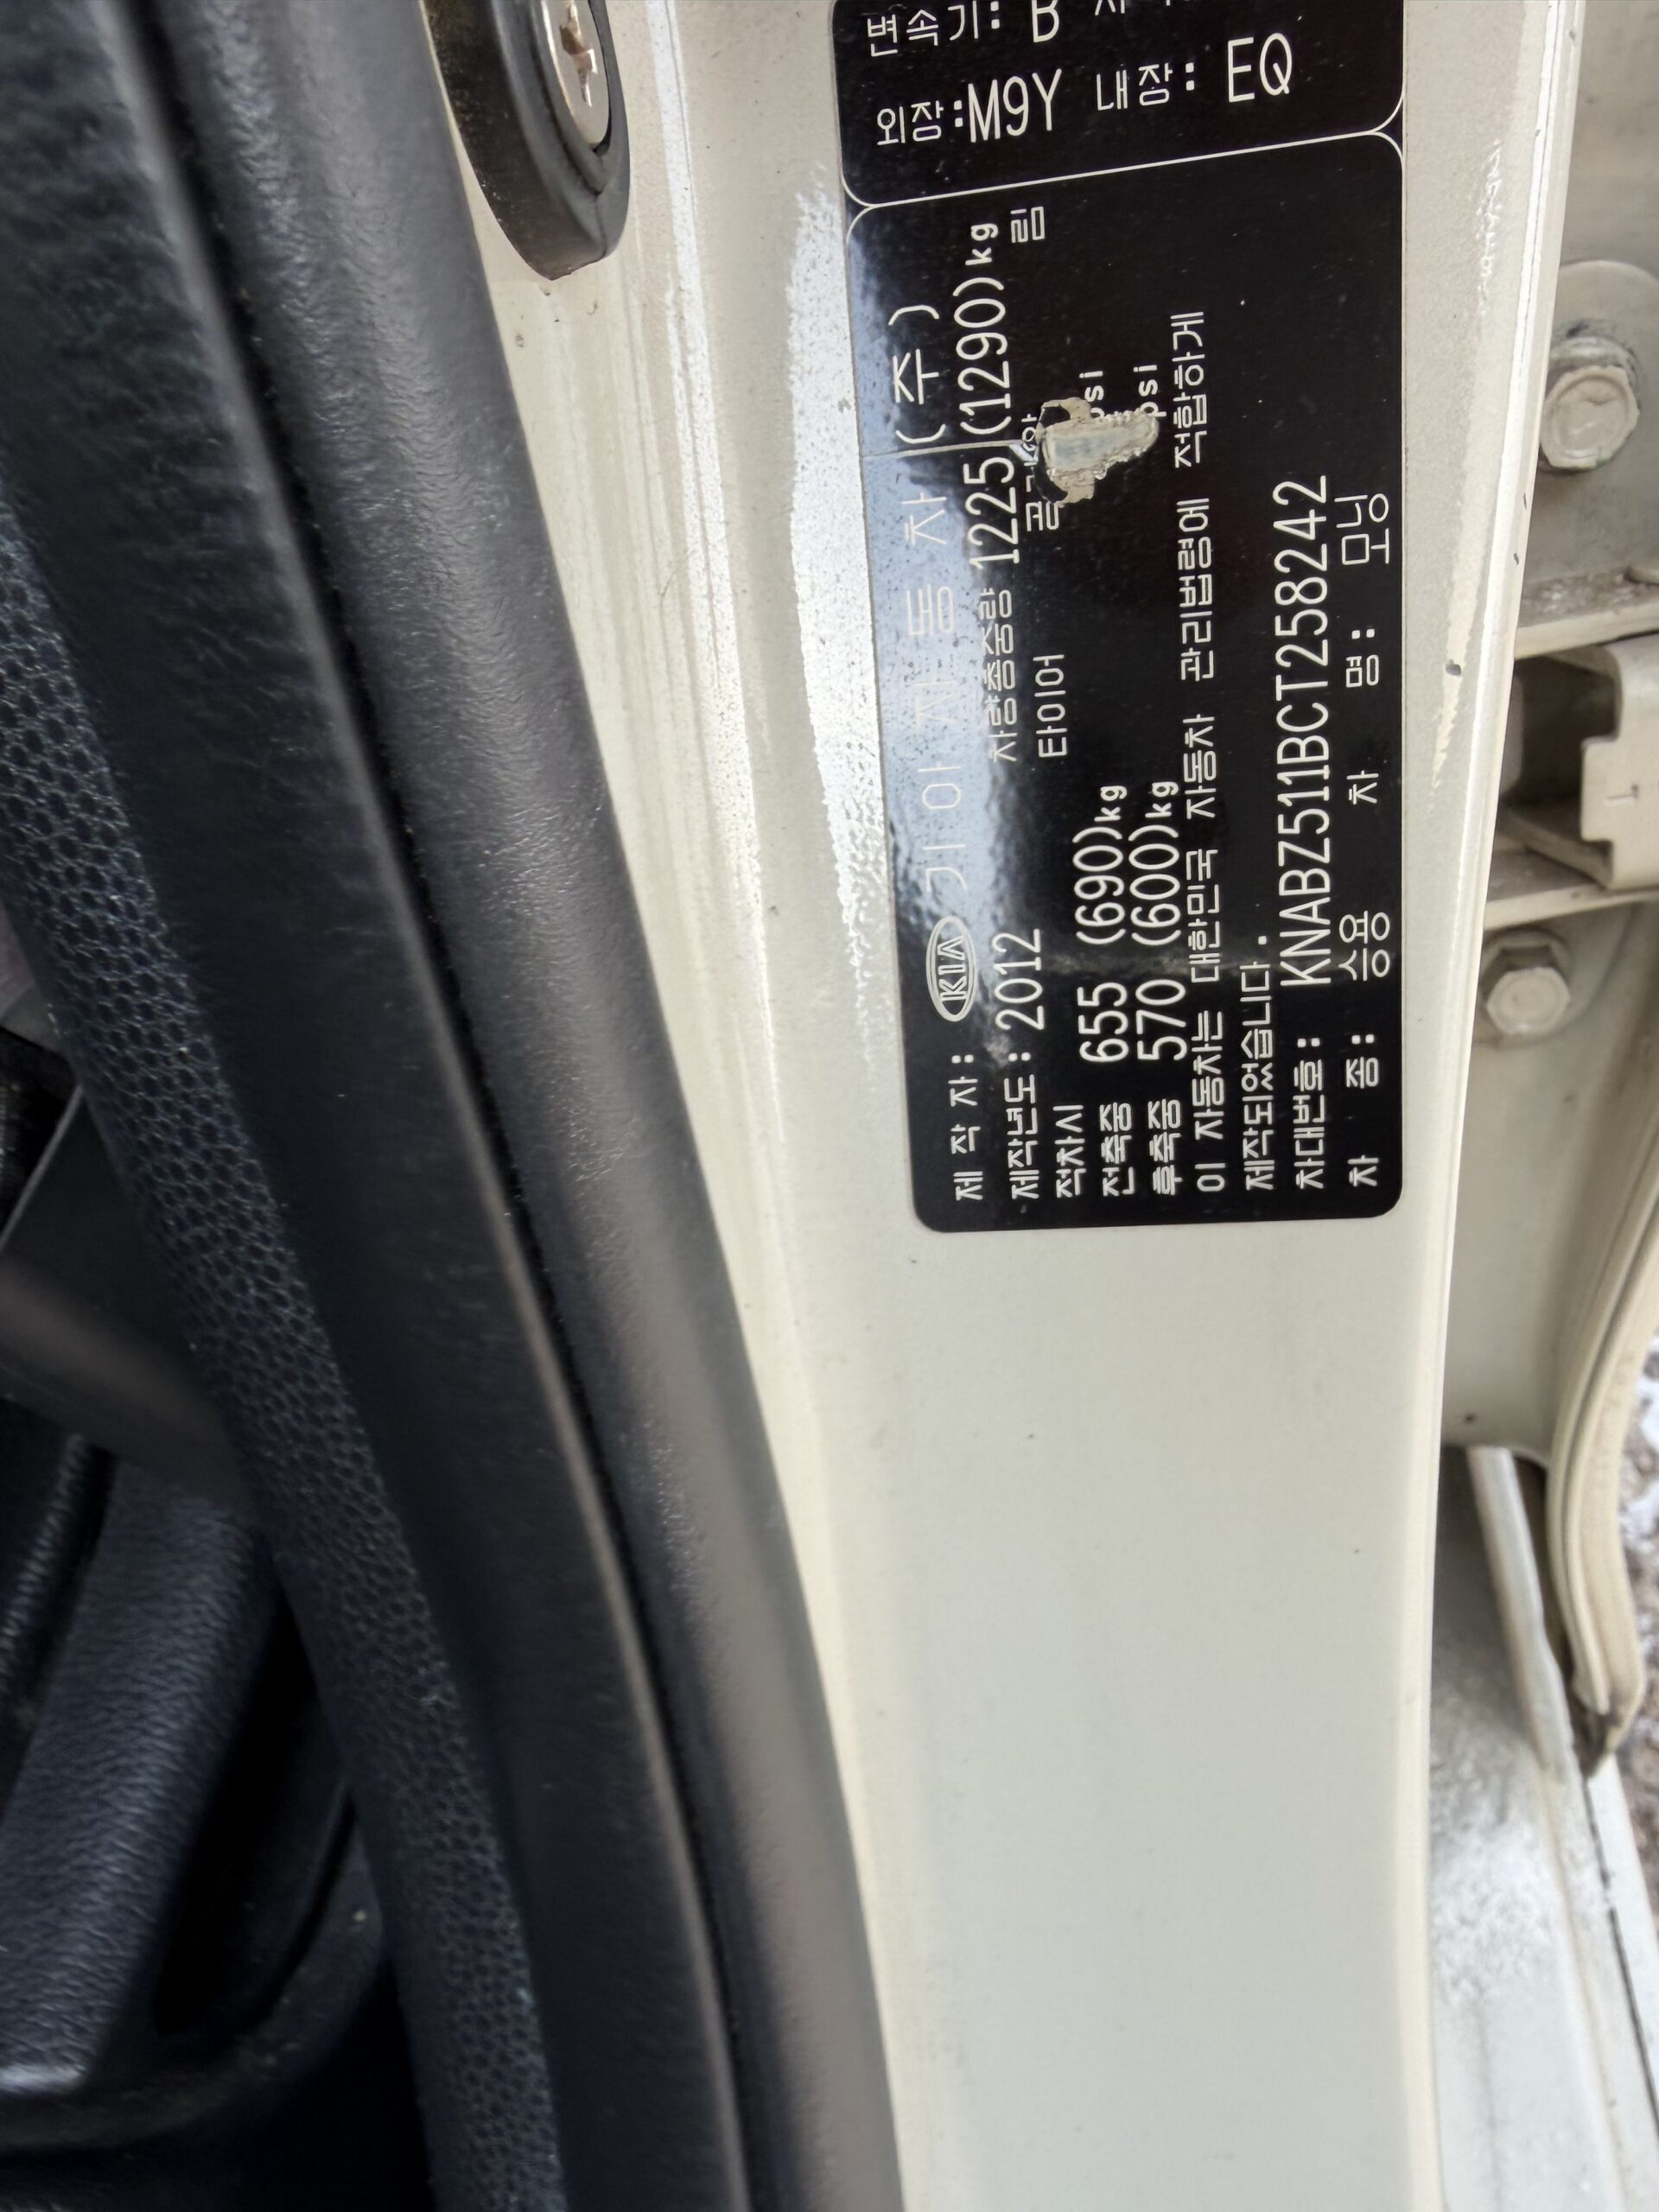 변속기: B
외장:M9Y 내장: EQ
제 작 자: KIA 기아자동차(주)
제작년도: 2012 차량총중량 1225(1290)kg
적차시 타이어 림
전축중 655 (690)kg psi
후축중 570 (600)kg psi
이 자동차는 대한민국 자동차 관리법령에 적합하게
제작되었습니다.
차대번호: KNABZ511BCT258242
차 종: 승용 차 명: 모닝